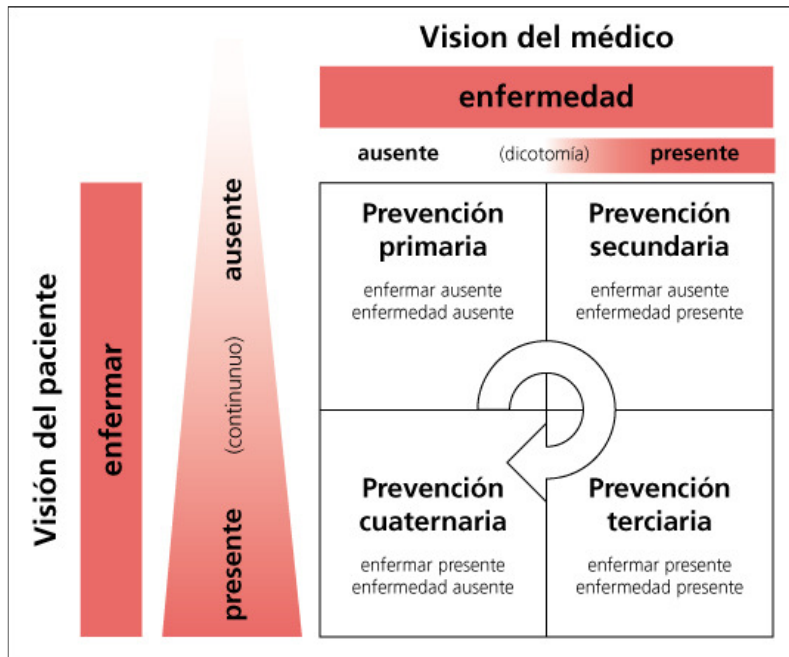 Vision del médico
enfermedad
ausente (dicotomía) presente
Visión del paciente
enfermar
ausente
(continunuo)
presente
Prevención
primaria
enfermar ausente
enfermedad ausente
Prevención
secundaria
enfermar ausente
enfermedad presente
Prevención
cuaternaria
enfermar presente
enfermedad ausente
Prevención
terciaria
enfermar presente
enfermedad presente